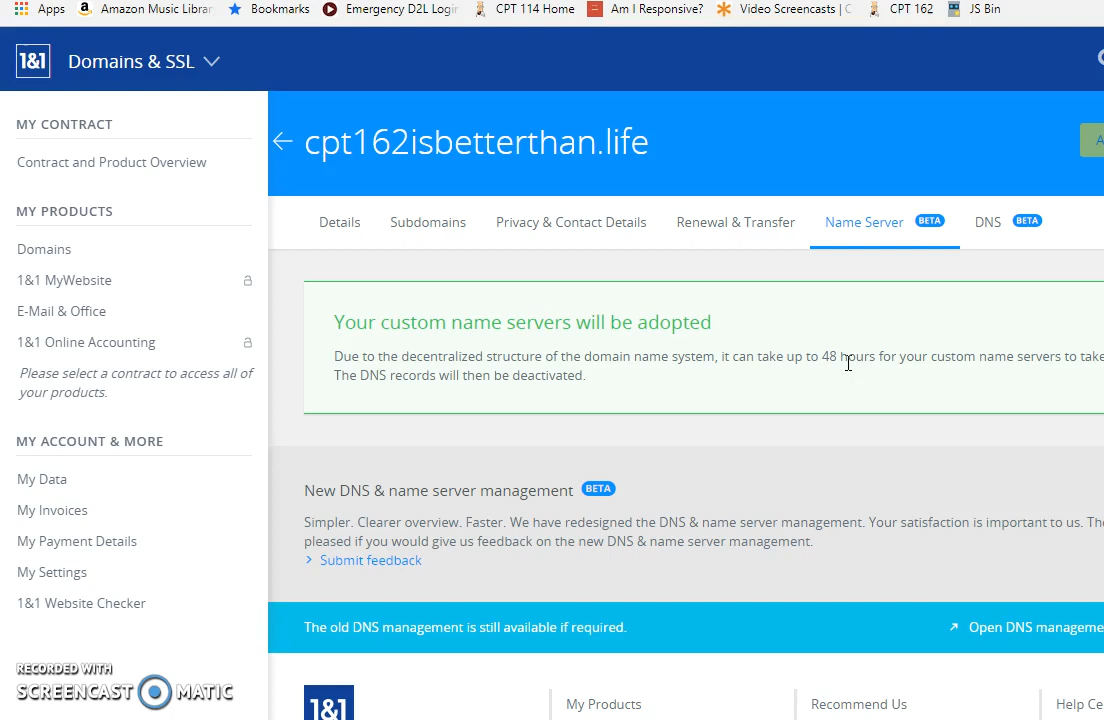 Apps Amazon Music Librar Bookmarks Emergency D2L Login CPT 114 Home Am I Responsive? Video Screencasts | C CPT 162 JS Bin
1&1 Domains & SSL
MY CONTRACT
Contract and Product Overview
MY PRODUCTS
Domains
1&1 MyWebsite
E-Mail & Office
1&1 Online Accounting
Please select a contract to access all of
your products.
MY ACCOUNT & MORE
My Data
My Invoices
My Payment Details
My Settings
1&1 Website Checker
RECORDED WITH
SCREENCAST MATIC
cpt162isbetterthan.life
A
Details Subdomains Privacy & Contact Details Renewal & Transfer Name Server BETA DNS BETA
Your custom name servers will be adopted
Due to the decentralized structure of the domain name system, it can take up to 48 hours for your custom name servers to take
The DNS records will then be deactivated.
New DNS & name server management BETA
Simpler. Clearer overview. Faster. We have redesigned the DNS & name server management. Your satisfaction is important to us. The
pleased if you would give us feedback on the new DNS & name server management.
Submit feedback
The old DNS management is still available if required. Open DNS manageme
1&1 My Products Recommend Us Help Ce